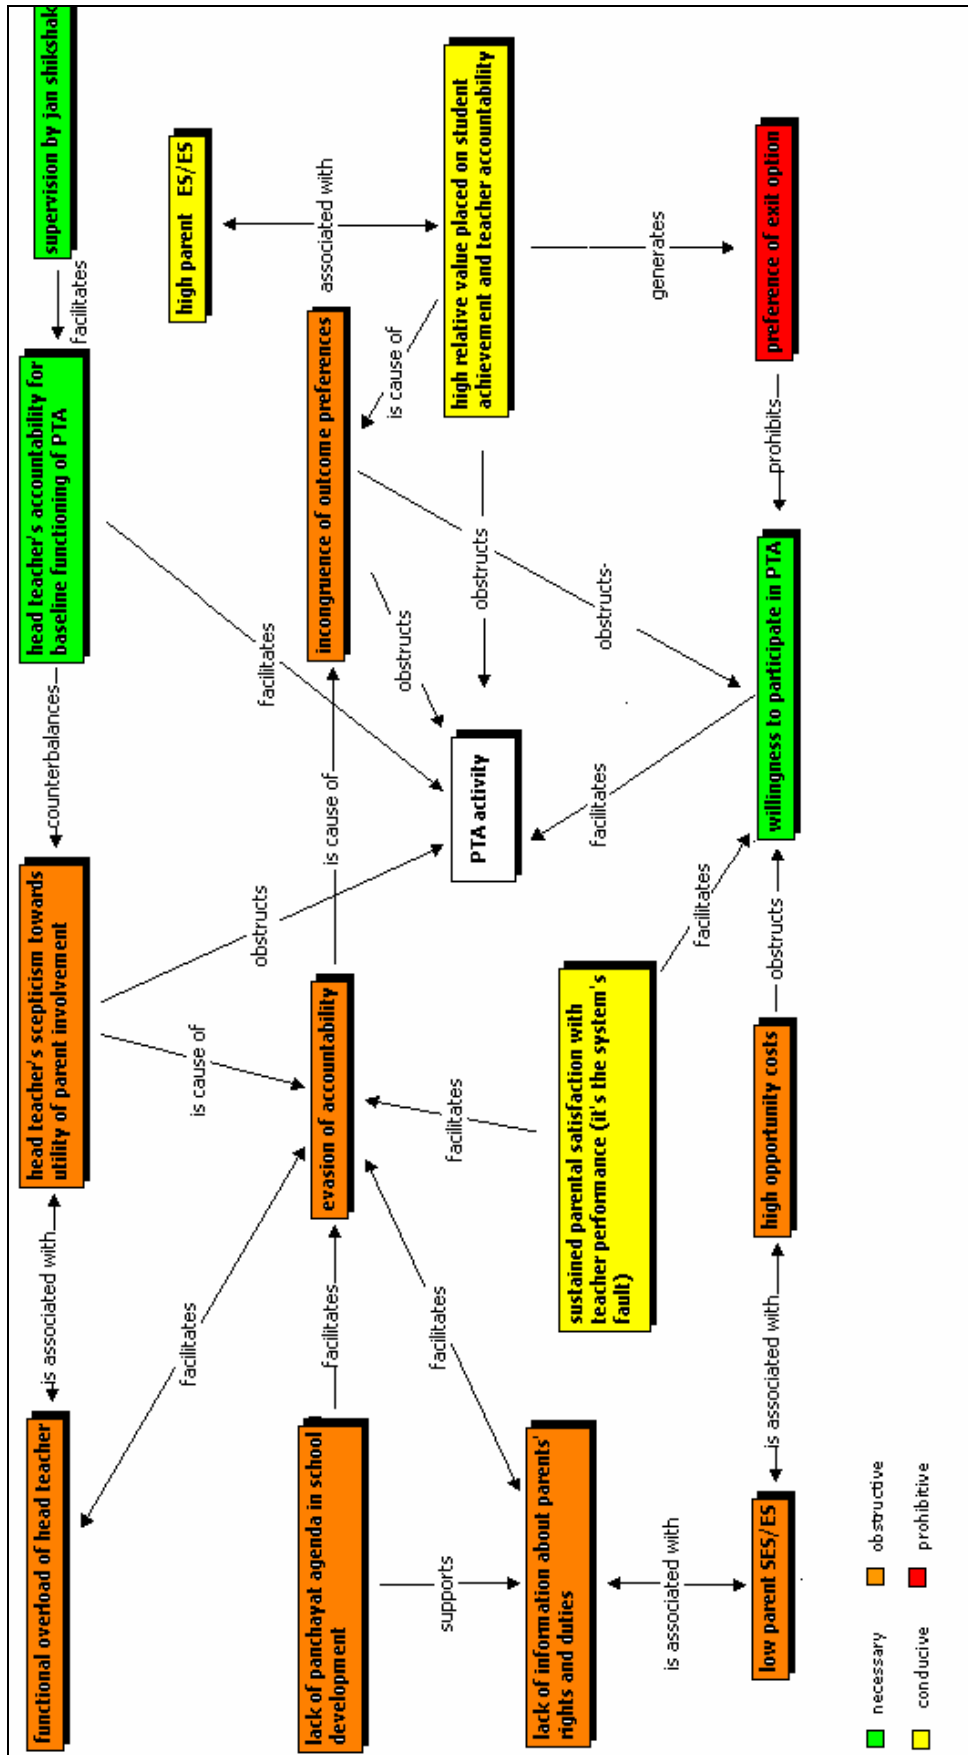 functional overload of head teacher
is associated with
head teacher's scepticism towards
utility of parent involvement
counterbalances
head teacher's accountability for
baseline functioning of PTA
facilitates
supervision by jan shikshak
facilitates
is cause of
obstructs
facilitates
high parent ES/ES
lack of panchayat agenda in school
development
facilitates
evasion of accountability
is cause of
incongruence of outcome preferences
associated with
supports
facilitates
facilitates
obstructs
is cause of
PTA activity
obstructs
high relative value placed on student
achievement and teacher accountability
lack of information about parents'
rights and duties
sustained parental satisfaction with
teacher performance (it's the system's
fault)
facilitates
facilitates
obstructs-
generates
is associated with
low parent SES/ES
is associated with
high opportunity costs
obstructs
willingness to participate in PTA
prohibits
preference of exit option
necessary
obstructive
conducive
prohibitive